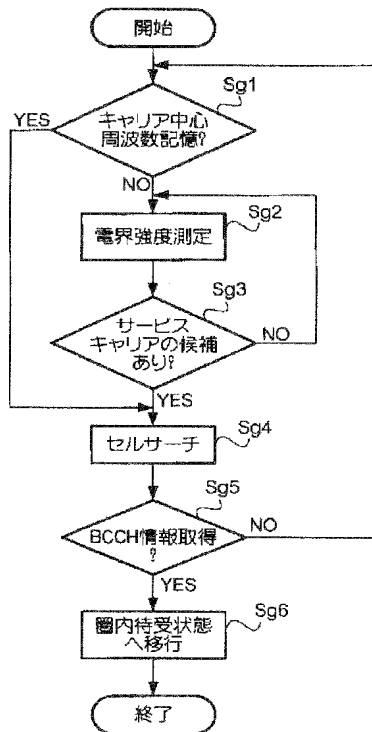 開始
Sg1
キャリア中心
周波数記憶?
YES
NO
Sg2
電界強度測定
Sg3
サービス
キャリアの候補
あり?
NO
YES
Sg4
セルサーチ
Sg5
BCCH情報取得
?
NO
YES
Sg6
圏内待受状態
へ移行
終了